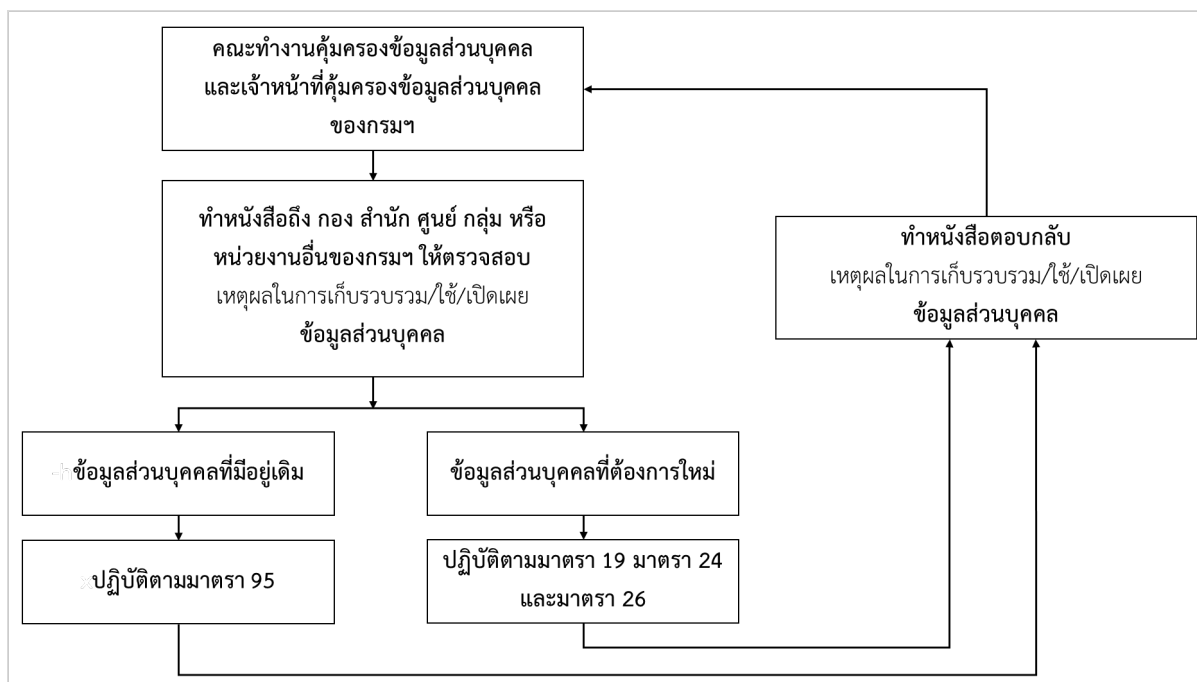 คณะทำงานคุ้มครองข้อมูลส่วนบุคคล
และเจ้าหน้าที่คุ้มครองข้อมูลส่วนบุคคล
ของกรมฯ
ทำหนังสือถึง กอง สำนัก ศูนย์ กลุ่ม หรือ
หน่วยงานอื่นของกรมฯ ให้ตรวจสอบ
เหตุผลในการเก็บรวบรวม/ใช้/เปิดเผย
ข้อมูลส่วนบุคคล
ทำหนังสือตอบกลับ
เหตุผลในการเก็บรวบรวม/ใช้/เปิดเผย
ข้อมูลส่วนบุคคล
ข้อมูลส่วนบุคคลที่มีอยู่เดิม
ข้อมูลส่วนบุคคลที่ต้องการใหม่
ปฏิบัติตามมาตรา 95
ปฏิบัติตามมาตรา 19 มาตรา 24
และมาตรา 26